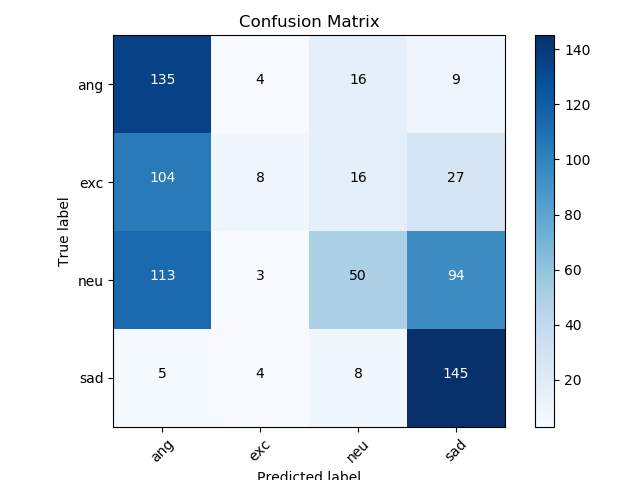 Confusion Matrix
ang 135 4 16 9
exc 104 8 16 27
neu 113 3 50 94
sad 5 4 8 145
ang exc neu sad
True label
Predicted label
140
120
100
80
60
40
20